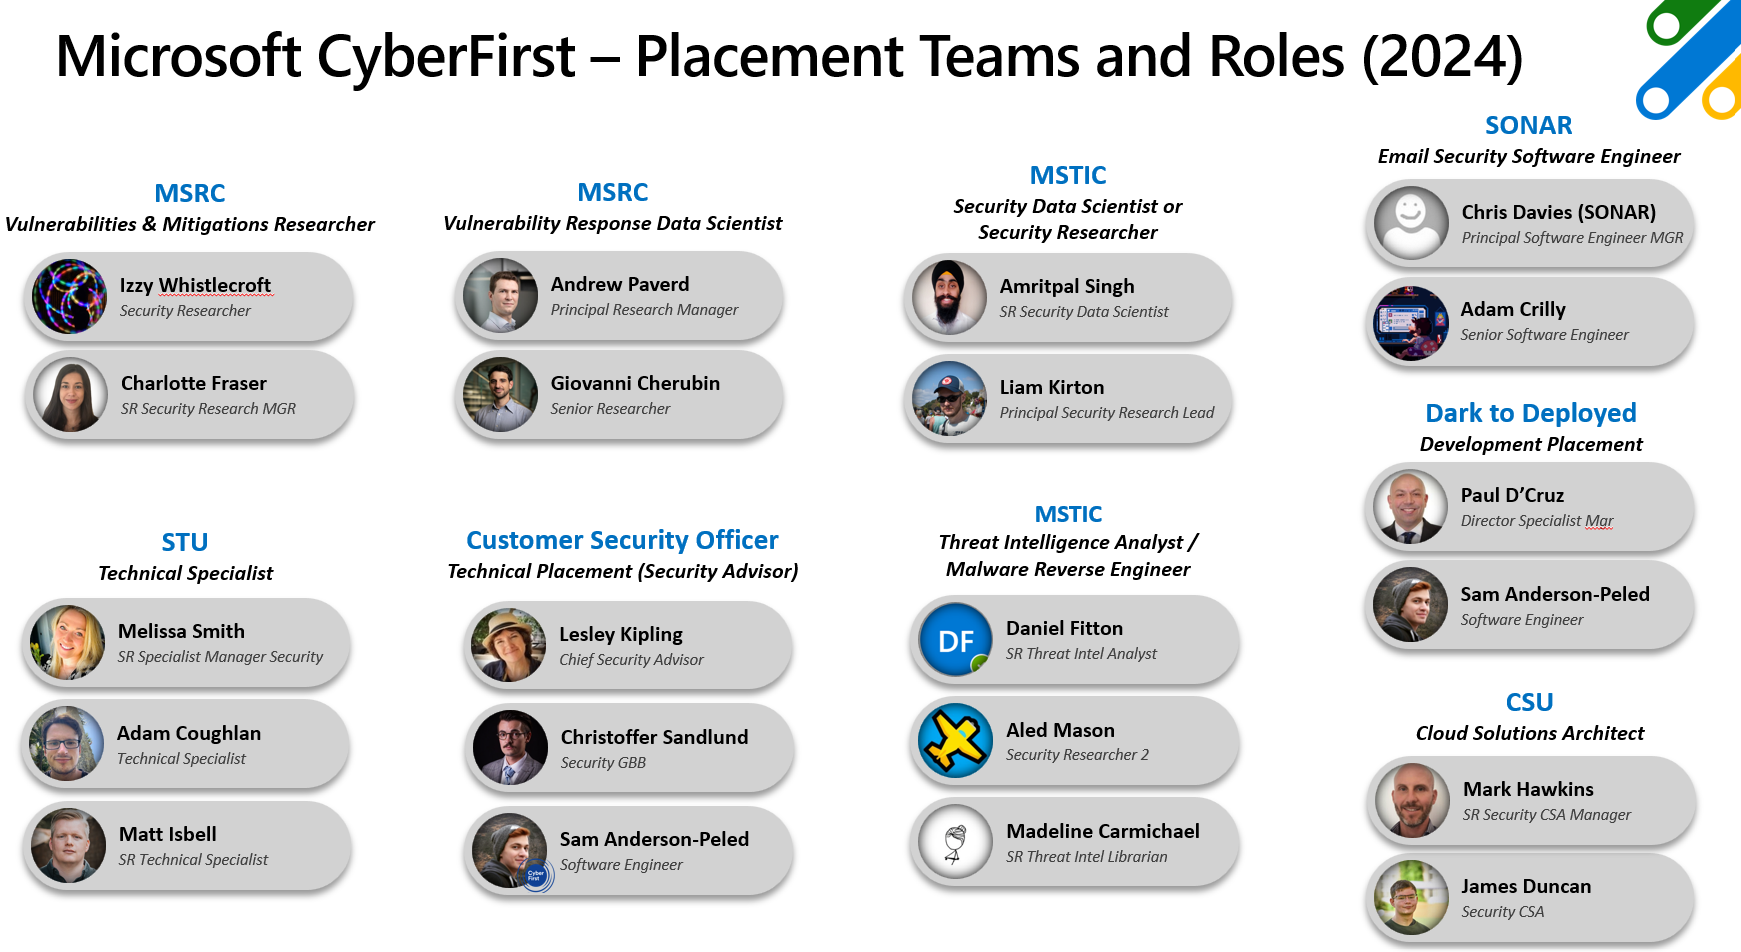 Microsoft CyberFirst – Placement Teams and Roles (2024)
MSRC
Vulnerabilities & Mitigations Researcher
Izzy Whistlecroft
Security Researcher
Charlotte Fraser
SR Security Research MGR
MSRC
Vulnerability Response Data Scientist
Andrew Paverd
Principal Research Manager
Giovanni Cherubin
Senior Researcher
MSTIC
Security Data Scientist or
Security Researcher
Amritpal Singh
SR Security Data Scientist
Liam Kirton
Principal Security Research Lead
SONAR
Email Security Software Engineer
Chris Davies (SONAR)
Principal Software Engineer MGR
Adam Crilly
Senior Software Engineer
Dark to Deployed
Development Placement
Paul D’Cruz
Director Specialist Mgr
Sam Anderson-Peled
Software Engineer
STU
Technical Specialist
Melissa Smith
SR Specialist Manager Security
Adam Coughlan
Technical Specialist
Matt Isbell
SR Technical Specialist
Customer Security Officer
Technical Placement (Security Advisor)
Lesley Kipling
Chief Security Advisor
Christoffer Sandlund
Security GBB
Sam Anderson-Peled
Software Engineer
Cyber
First
MSTIC
Threat Intelligence Analyst /
Malware Reverse Engineer
DF
Daniel Fitton
SR Threat Intel Analyst
Aled Mason
Security Researcher 2
Madeline Carmichael
SR Threat Intel Librarian
CSU
Cloud Solutions Architect
Mark Hawkins
SR Security CSA Manager
James Duncan
Security CSA